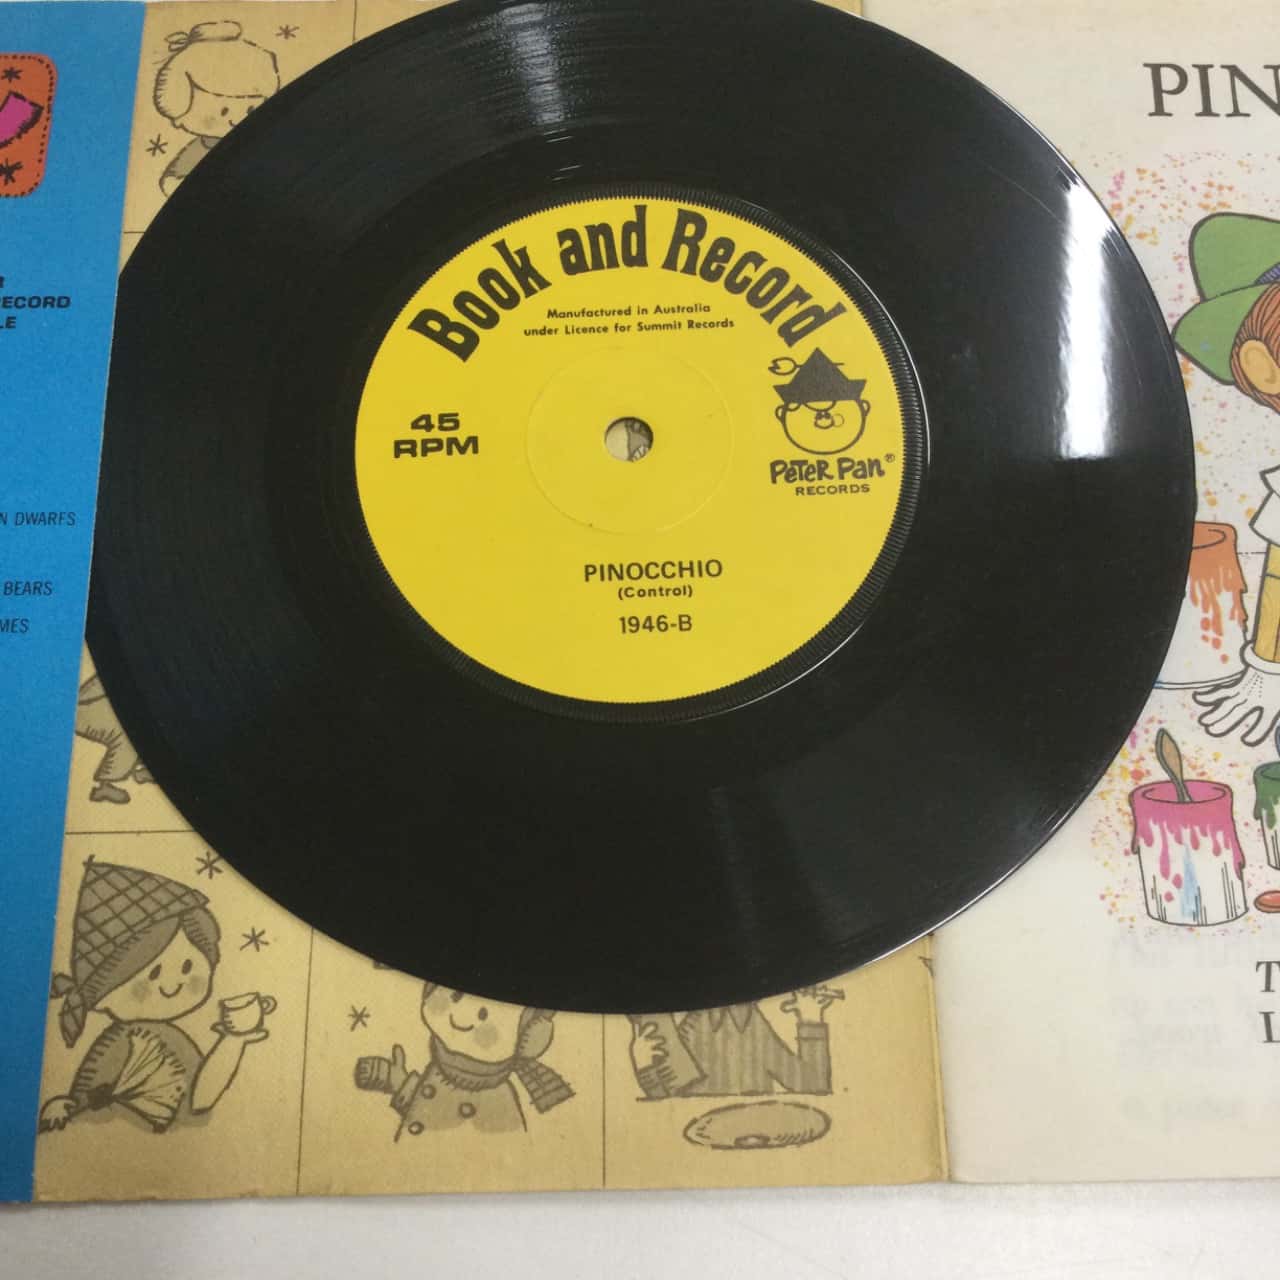 RECORD
N DWARFS
BEARS
Book and Record
Manufactured in Australia
under Licence for Summit Records
45
RPM
PETER PAN®
RECORDS
PINOCCHIO
(Control)
1946-B
PIN